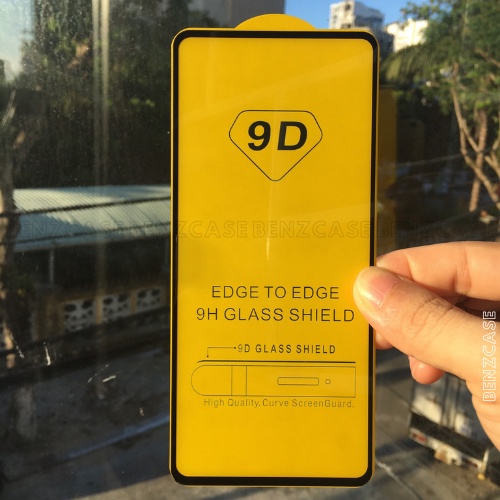 9D
BENZCASE BENZCASE
EDGE TO EDGE
9H GLASS SHIELD
9D GLASS SHIELD
High Quality. Curve ScreenGuard.
BENZCASE